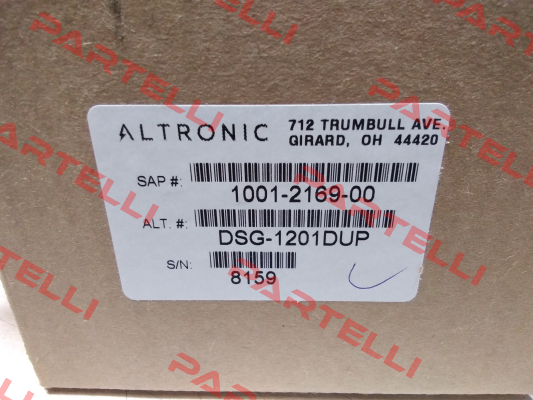 ALTRONIC
712 TRUMBULL AVE.
GIRARD, OH 44420
SAP #:
1001-2169-00
ALT. #:
DSG-1201DUP
S/N:
8159
PARTELLI
PARTELLI
PARTELLI
PARTELLI
PARTELLI
PARTELLI